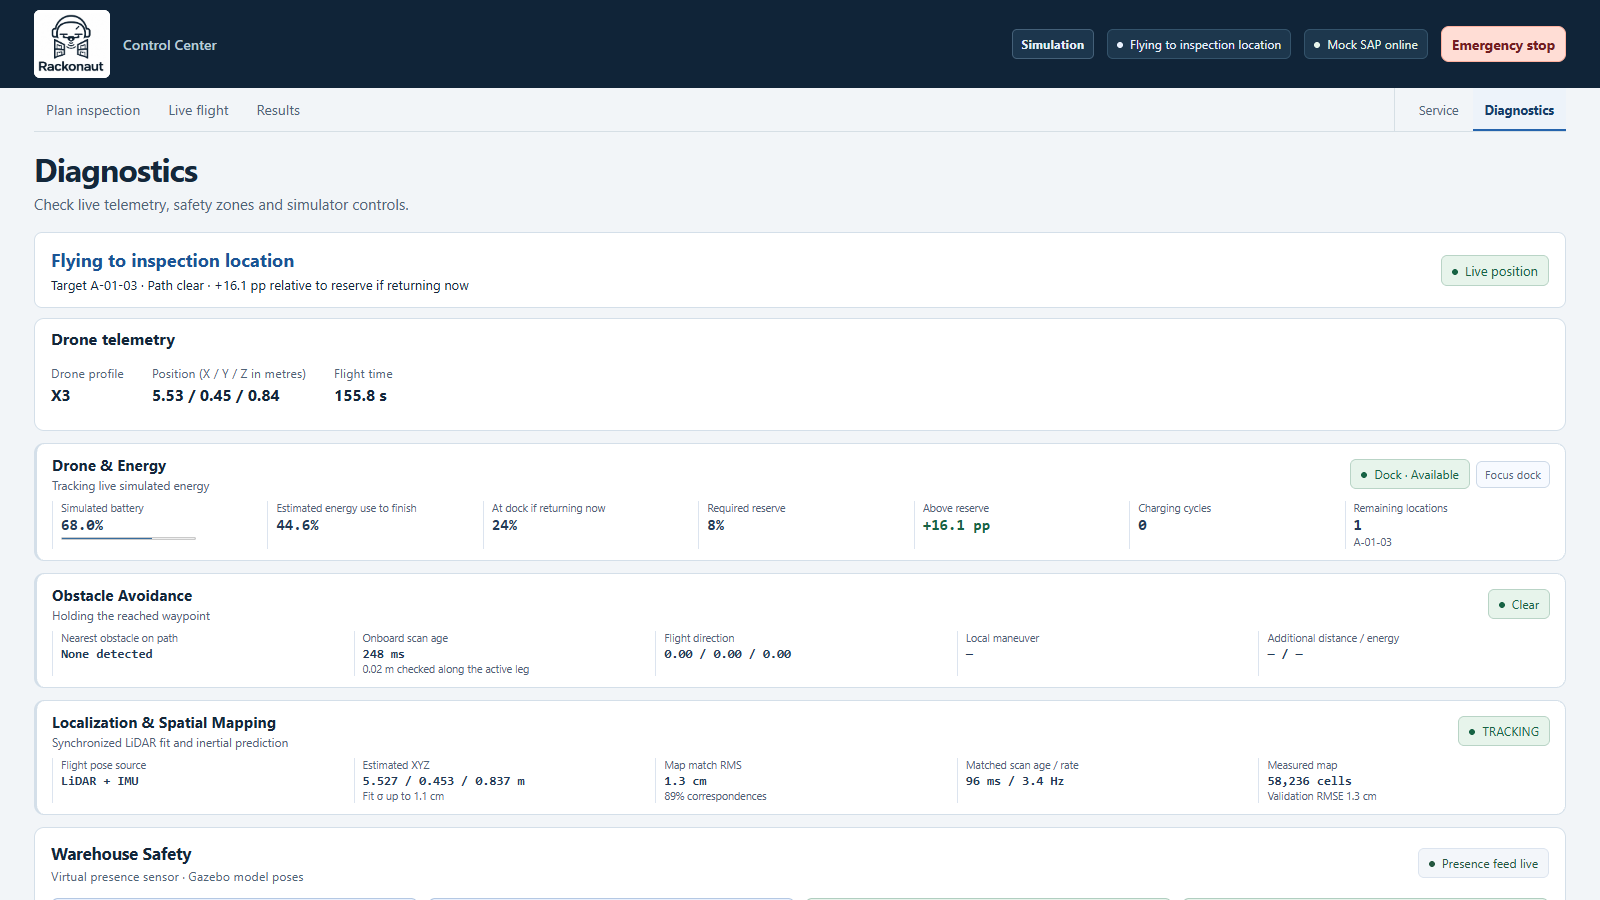 Rackonaut
Control Center
Simulation
Flying to inspection location
Mock SAP online
Emergency stop
Plan inspection
Live flight
Results
Service
Diagnostics
Diagnostics
Check live telemetry, safety zones and simulator controls.
Flying to inspection location
Target A-01-03 · Path clear · +16.1 pp relative to reserve if returning now
Live position
Drone telemetry
Drone profile
X3
Position (X / Y / Z in metres)
5.53 / 0.45 / 0.84
Flight time
155.8 s
Drone & Energy
Tracking live simulated energy
Dock · Available
Focus dock
Simulated battery
68.0%
Estimated energy use to finish
44.6%
At dock if returning now
24%
Required reserve
8%
Above reserve
+16.1 pp
Charging cycles
0
Remaining locations
1
A-01-03
Obstacle Avoidance
Holding the reached waypoint
Clear
Nearest obstacle on path
None detected
Onboard scan age
248 ms
0.02 m checked along the active leg
Flight direction
0.00 / 0.00 / 0.00
Local maneuver
—
Additional distance / energy
— / —
Localization & Spatial Mapping
Synchronized LiDAR fit and inertial prediction
TRACKING
Flight pose source
LiDAR + IMU
Estimated XYZ
5.527 / 0.453 / 0.837 m
Fit σ up to 1.1 cm
Map match RMS
1.3 cm
89% correspondences
Matched scan age / rate
96 ms / 3.4 Hz
Measured map
58,236 cells
Validation RMSE 1.3 cm
Warehouse Safety
Virtual presence sensor · Gazebo model poses
Presence feed live